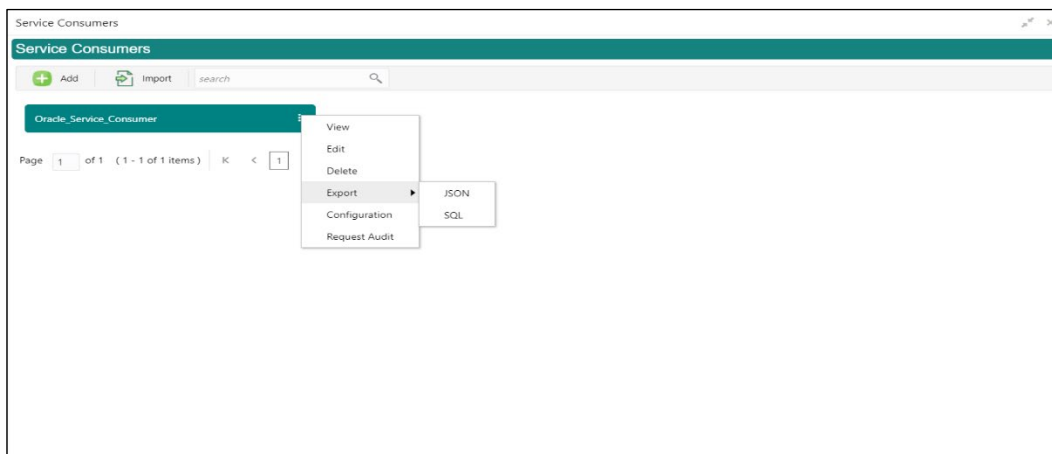 Service Consumers
Service Consumers
Add Import search
Oracle_Service_Consumer
View
Page 1 of 1 ( 1 - 1 of 1 items ) K < 1
Edit
Delete
Export JSON
Configuration SQL
Request Audit